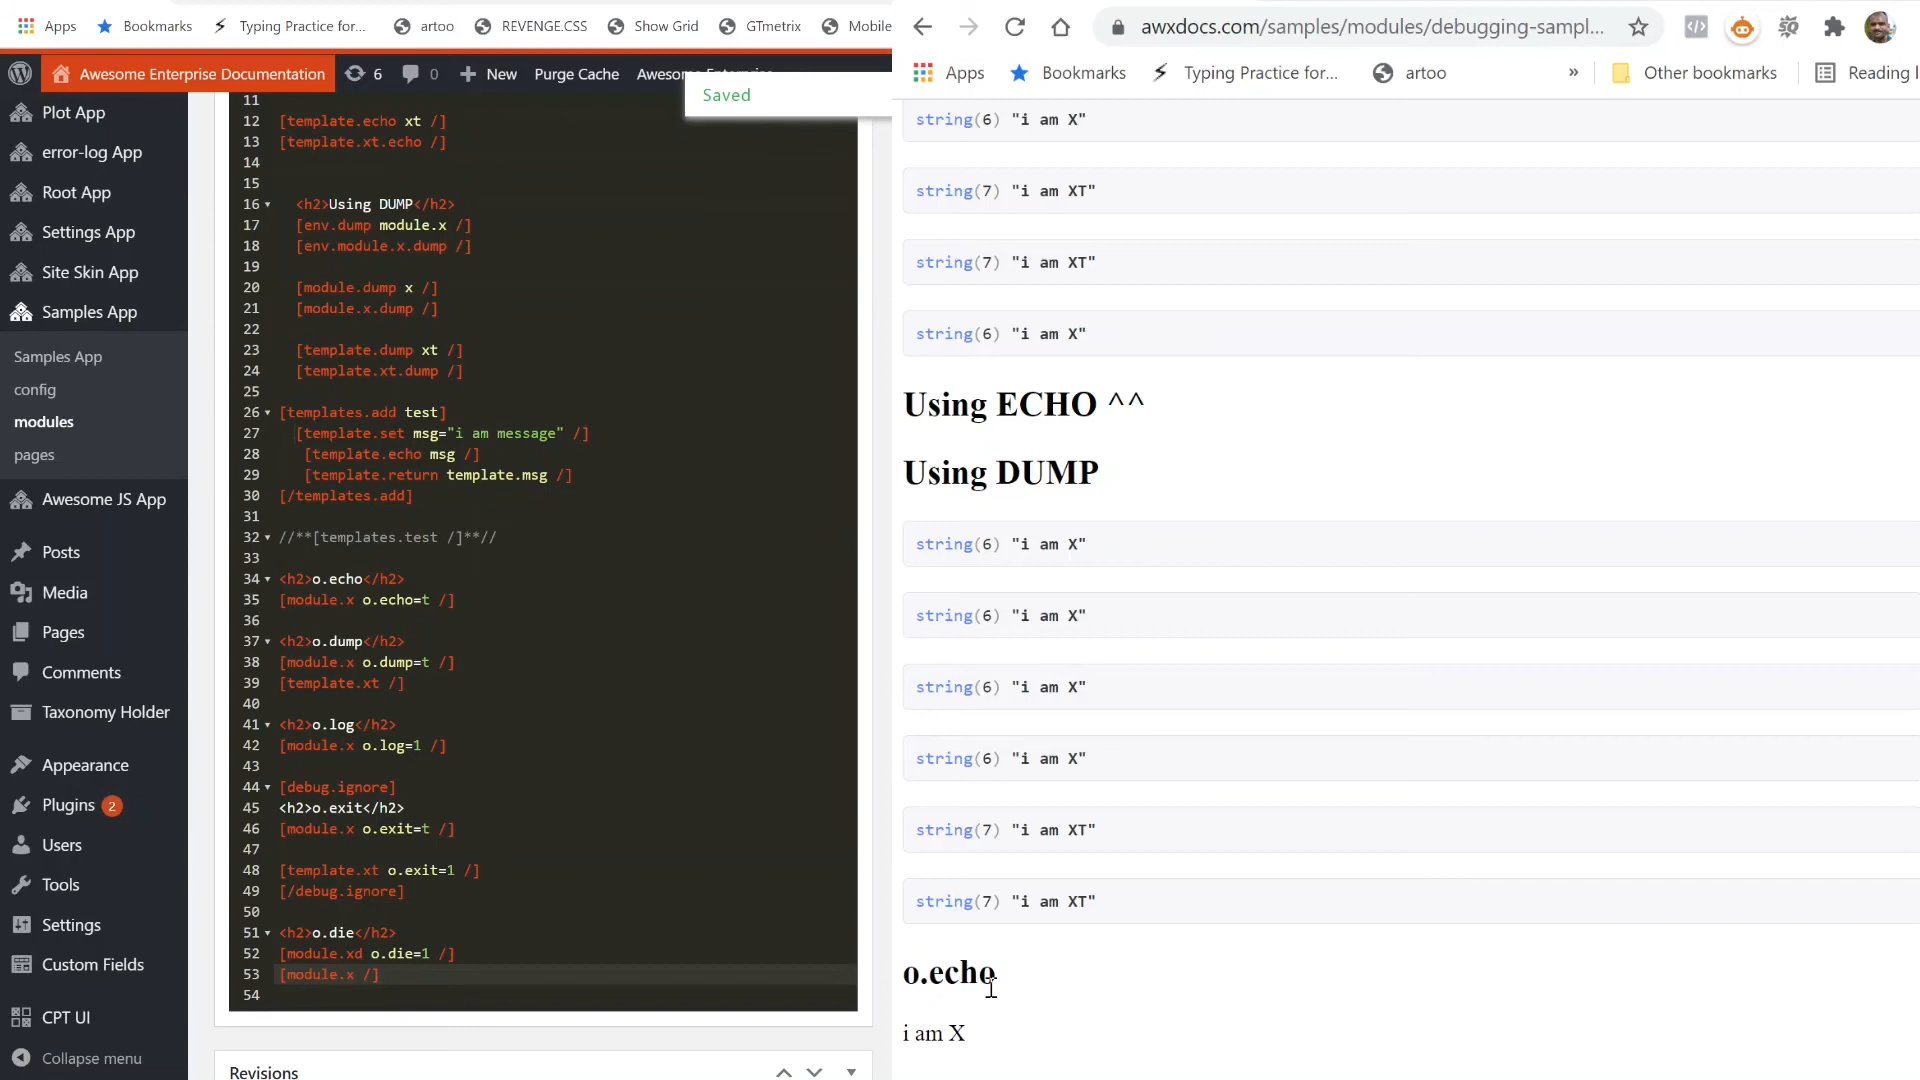 Apps
Bookmarks
Typing Practice for...
artoo
REVENGE.CSS
Show Grid
GTmetrix
Mobile
Awesome Enterprise Documentation
6
0
New
Purge Cache
Saved
Plot App
error-log App
Root App
Settings App
Site Skin App
Samples App
Samples App
config
modules
pages
Awesome JS App
Posts
Media
Pages
Comments
Taxonomy Holder
Appearance
Plugins 2
Users
Tools
Settings
Custom Fields
CPT UI
Collapse menu
11
12 [template.echo xt /]
13 [template.xt.echo /]
14
15
16 <h2>Using DUMP</h2>
17 [env.dump module.x /]
18 [env.module.x.dump /]
19
20 [module.dump x /]
21 [module.x.dump /]
22
23 [template.dump xt /]
24 [template.xt.dump /]
25
26 [templates.add test]
27 [template.set msg="i am message" /]
28 [template.echo msg /]
29 [template.return template.msg /]
30 [/templates.add]
31
32 //**[templates.test /]**//
33
34 <h2>o.echo</h2>
35 [module.x o.echo=t /]
36
37 <h2>o.dump</h2>
38 [module.x o.dump=t /]
39 [template.xt /]
40
41 <h2>o.log</h2>
42 [module.x o.log=1 /]
43
44 [debug.ignore]
45 <h2>o.exit</h2>
46 [module.x o.exit=t /]
47
48 [template.xt o.exit=1 /]
49 [/debug.ignore]
50
51 <h2>o.die</h2>
52 [module.xd o.die=1 /]
53 [module.x /]
54
Revisions
awxdocs.com/samples/modules/debugging-sampl...
Apps
Bookmarks
Typing Practice for...
artoo
»
Other bookmarks
Reading
string(6) "i am X"
string(7) "i am XT"
string(7) "i am XT"
string(6) "i am X"
Using ECHO ^^
Using DUMP
string(6) "i am X"
string(6) "i am X"
string(6) "i am X"
string(6) "i am X"
string(7) "i am XT"
string(7) "i am XT"
o.echo
i am X